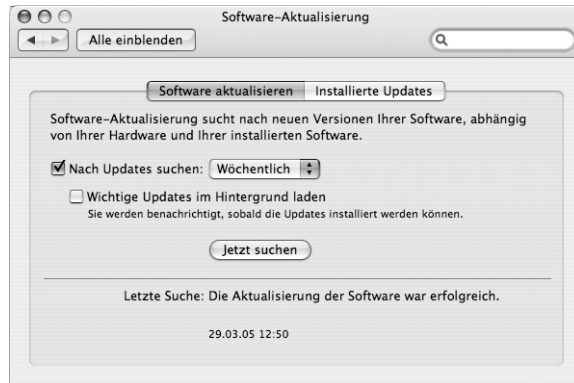 Software-Aktualisierung
Alle einblenden
Software aktualisieren Installierte Updates
Software-Aktualisierung sucht nach neuen Versionen Ihrer Software, abhängig
von Ihrer Hardware und Ihrer installierten Software.
Nach Updates suchen: Wöchentlich
Wichtige Updates im Hintergrund laden
Sie werden benachrichtigt, sobald die Updates installiert werden können.
Jetzt suchen
Letzte Suche: Die Aktualisierung der Software war erfolgreich.
29.03.05 12:50